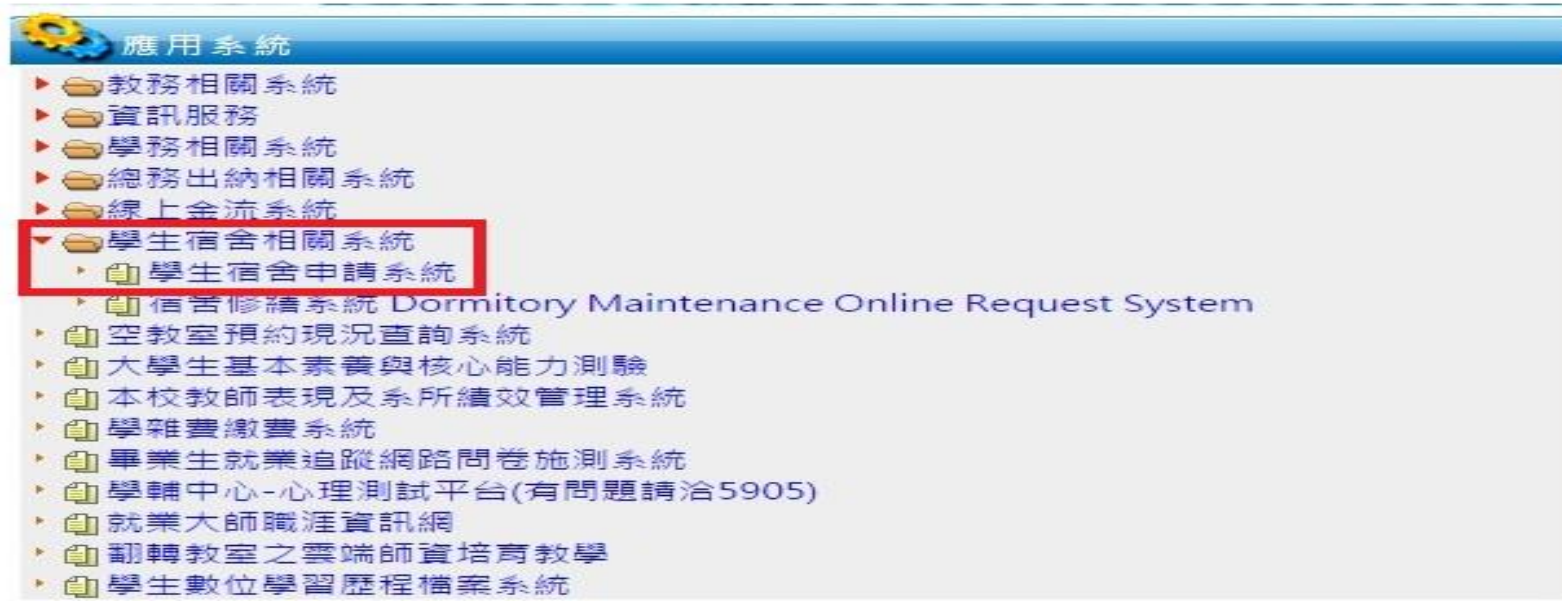 應用系統
教務相關系統
資訊服務
學務相關系統
總務出納相關系統
線上金流系統
學生宿舍相關系統
學生宿舍申請系統
宿舍修繕系統 Dormitory Maintenance Online Request System
空教室預約現況查詢系統
大學生基本素養與核心能力測驗
本校教師表現及系所績效管理系統
學雜費繳費系統
畢業生就業追蹤網路問卷施測系統
學輔中心-心理測試平台(有問題請洽5905)
就業大師職涯資訊網
翻轉教室之雲端師資培育教學
學生數位學習歷程檔案系統